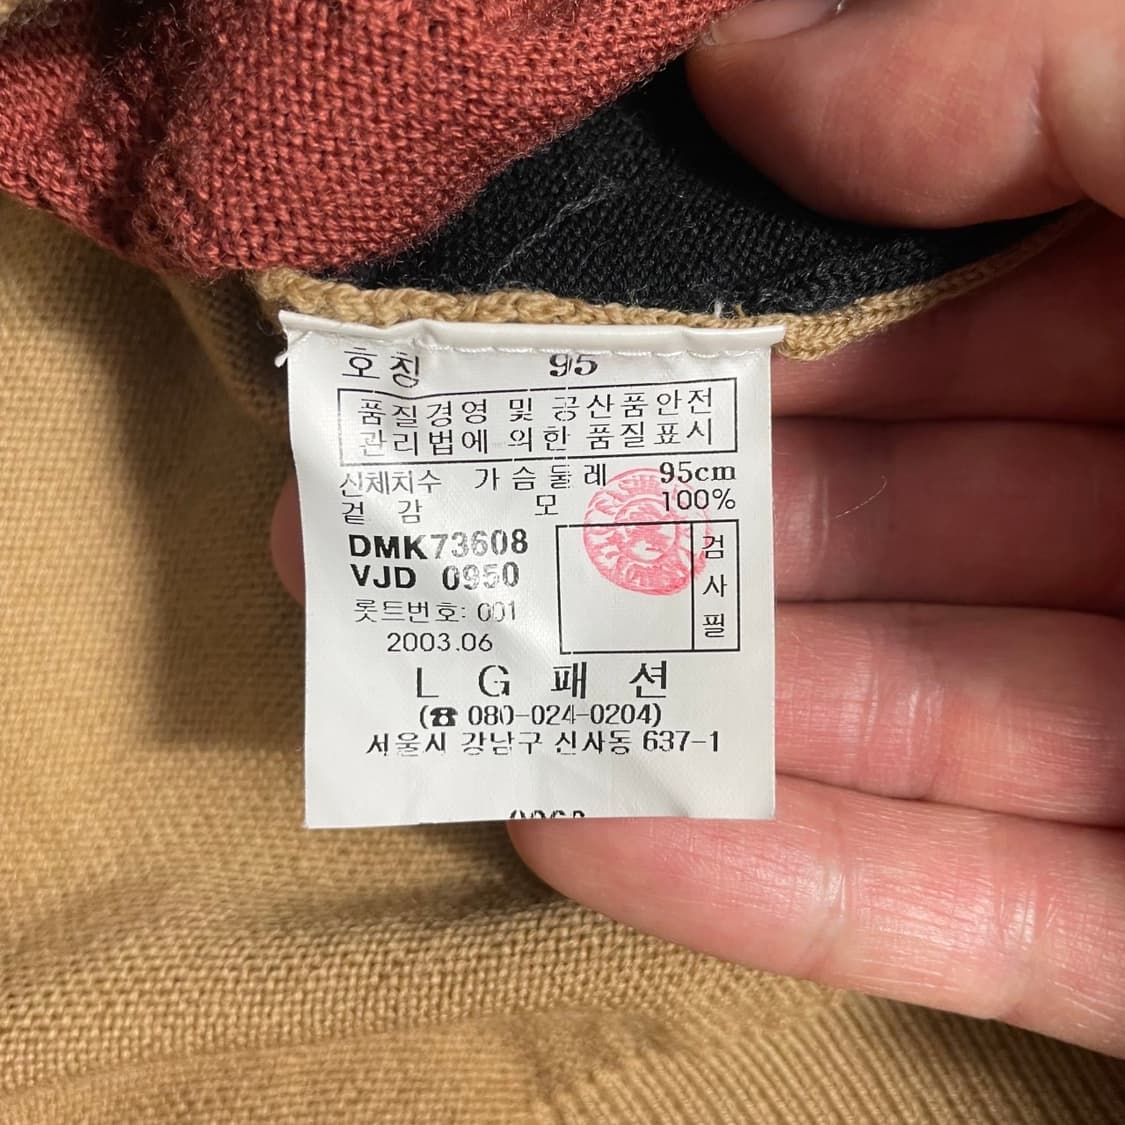 호칭 95
품질경영 및 공산품안전
관리법에 의한 품질표시
신체치수 가슴둘레 95cm
겉감 모 100%
DMK73608
VJD 0950
검사필
롯트번호: 001
2003.06
LG패션
(☎ 080-024-0204)
서울시 강남구 신사동 637-1